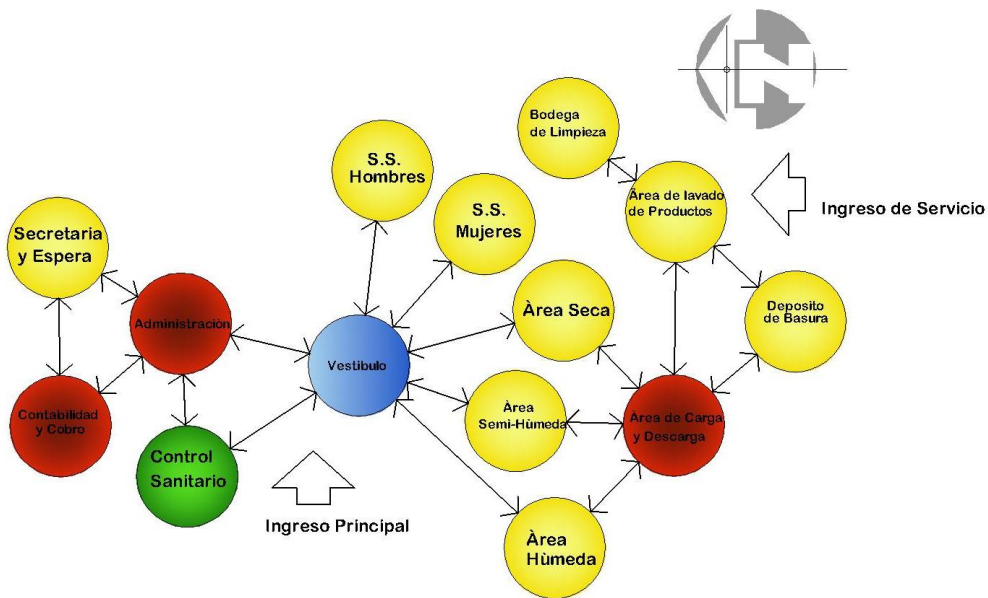 Bodega
de Limpieza
S.S.
Hombres
S.S.
Mujeres
Àrea de lavado
de Productos
Ingreso de Servicio
Secretaria
y Espera
Administraciòn
Àrea Seca
Deposito
de Basura
Vestibulo
Contabilidad
y Cobro
Àrea
Semi-Hùmeda
Àrea de Carga
y Descarga
Control
Sanitario
Ingreso Principal
Àrea
Hùmeda